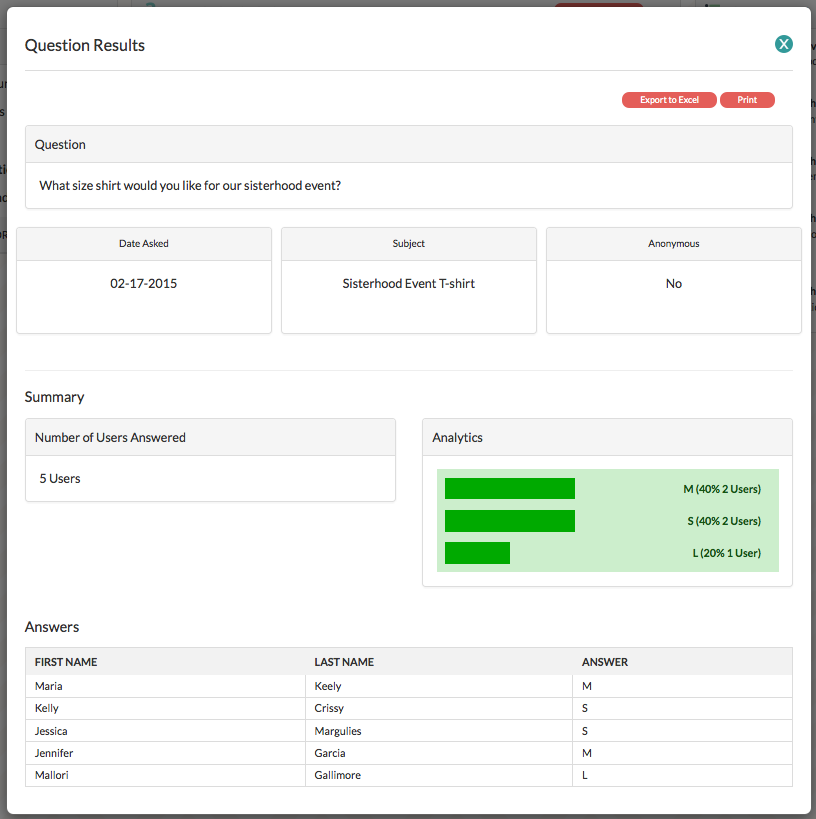 Question Results
X
Export to Excel Print
Question
What size shirt would you like for our sisterhood event?
Date Asked Subject Anonymous
02-17-2015 Sisterhood Event T-shirt No
Summary
Number of Users Answered Analytics
5 Users
M (40% 2 Users)
S (40% 2 Users)
L (20% 1 User)
Answers
FIRST NAME LAST NAME ANSWER
Maria Keely M
Kelly Crissy S
Jessica Margulies S
Jennifer Garcia M
Mallori Gallimore L